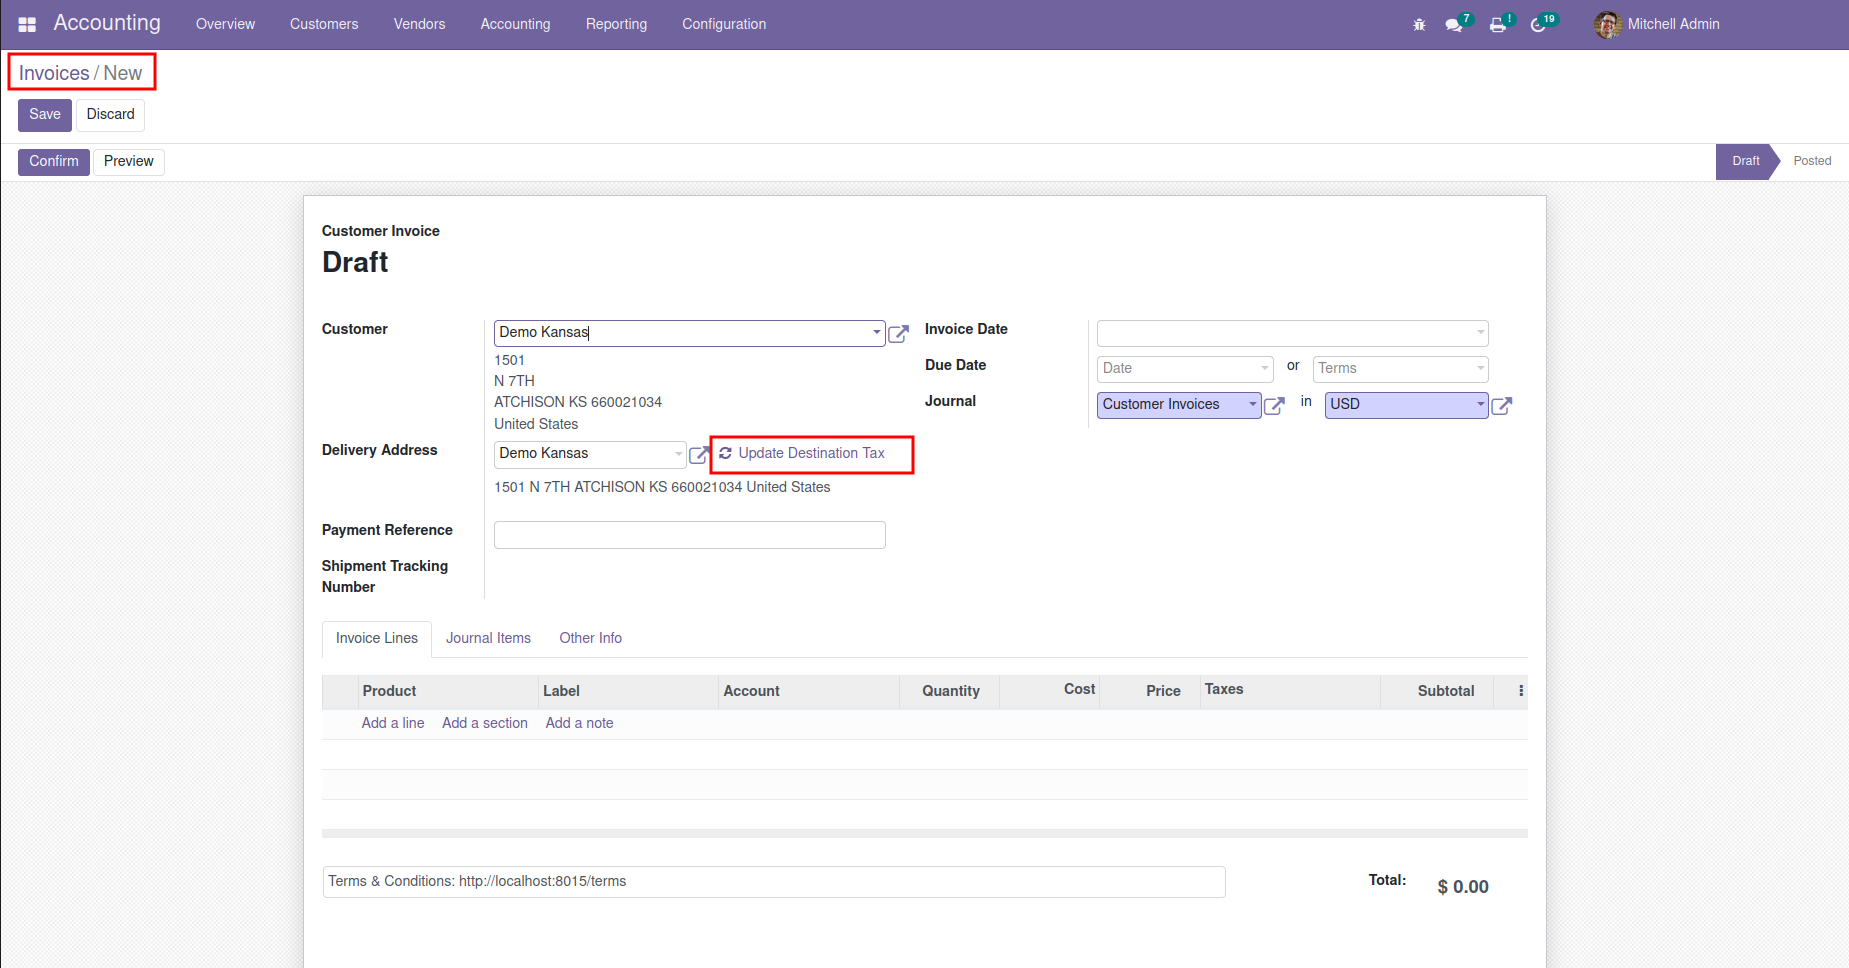 Accounting Overview Customers Vendors Accounting Reporting Configuration 7 ! 19 Mitchell Admin
Invoices / New
Save Discard
Confirm Preview Draft Posted
Customer Invoice
Draft
Customer Demo Kansas Invoice Date
1501
N 7TH
ATCHISON KS 660021034
United States
Due Date Date or Terms
Journal Customer Invoices in USD
Delivery Address Demo Kansas Update Destination Tax
1501 N 7TH ATCHISON KS 660021034 United States
Payment Reference
Shipment Tracking
Number
Invoice Lines Journal Items Other Info
Product Label Account Quantity Cost Price Taxes Subtotal
Add a line Add a section Add a note
Terms & Conditions: http://localhost:8015/terms
Total: $ 0.00